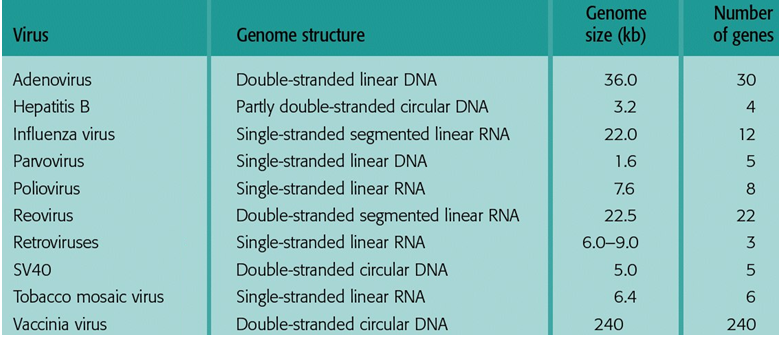 Virus Genome structure Genome size (kb) Number of genes
Adenovirus Double-stranded linear DNA 36.0 30
Hepatitis B Partly double-stranded circular DNA 3.2 4
Influenza virus Single-stranded segmented linear RNA 22.0 12
Parvovirus Single-stranded linear DNA 1.6 5
Poliovirus Single-stranded linear RNA 7.6 8
Reovirus Double-stranded segmented linear RNA 22.5 22
Retroviruses Single-stranded linear RNA 6.0–9.0 3
SV40 Double-stranded circular DNA 5.0 5
Tobacco mosaic virus Single-stranded linear RNA 6.4 6
Vaccinia virus Double-stranded circular DNA 240 240